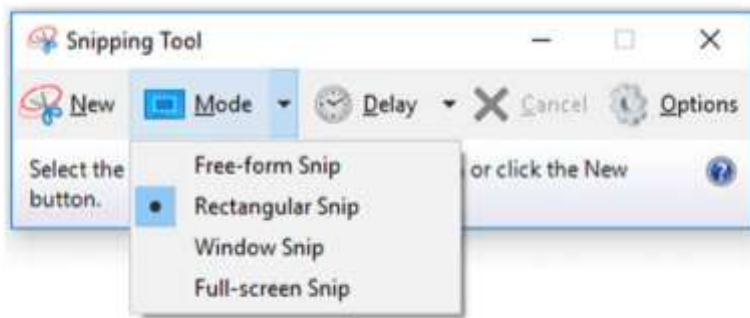 Snipping Tool
New Mode Delay Cancel Options
Select the or click the New
button.
Free-form Snip
Rectangular Snip
Window Snip
Full-screen Snip